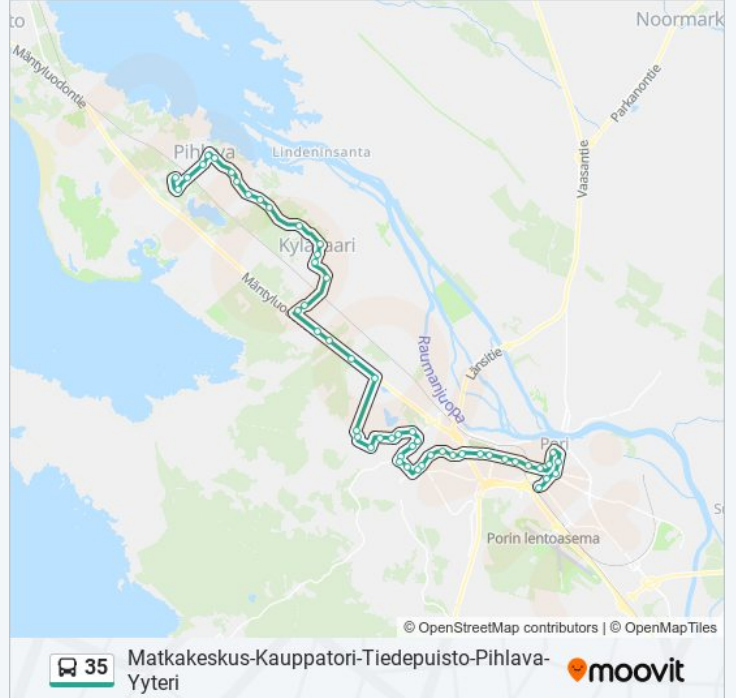 to
Noormark
Mäntyluodontie
Parkanontie
Vaasantie
Pihlava
Lindeninsanta
Kyläsaari
Mäntyluo
Raumanjuopa
Länsitie
Pori
Porin lentoasema
© OpenStreetMap contributors | © OpenMapTiles
35
Matkakeskus-Kauppatori-Tiedepuisto-Pihlava-
Yyteri
moovit